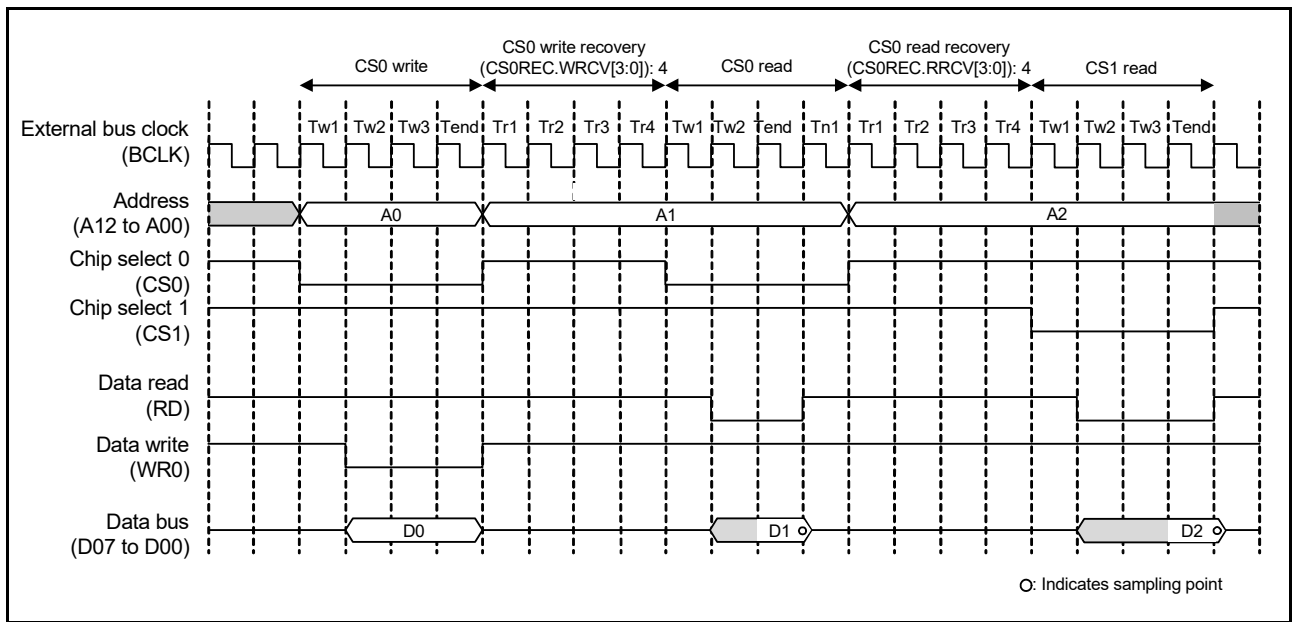 CS0 write
CS0 write recovery
(CS0REC.WRCV[3:0]): 4
CS0 read
CS0 read recovery
(CS0REC.RRCV[3:0]): 4
CS1 read
External bus clock
(BCLK)
Tw1 Tw2 Tw3 Tend Tr1 Tr2 Tr3 Tr4 Tw1 Tw2 Tend Tn1 Tr1 Tr2 Tr3 Tr4 Tw1 Tw2 Tw3 Tend
Address
(A12 to A00)
A0 A1 A2
Chip select 0
(CS0)
Chip select 1
(CS1)
Data read
(RD)
Data write
(WR0)
Data bus
(D07 to D00)
D0 D1 D2
O: Indicates sampling point